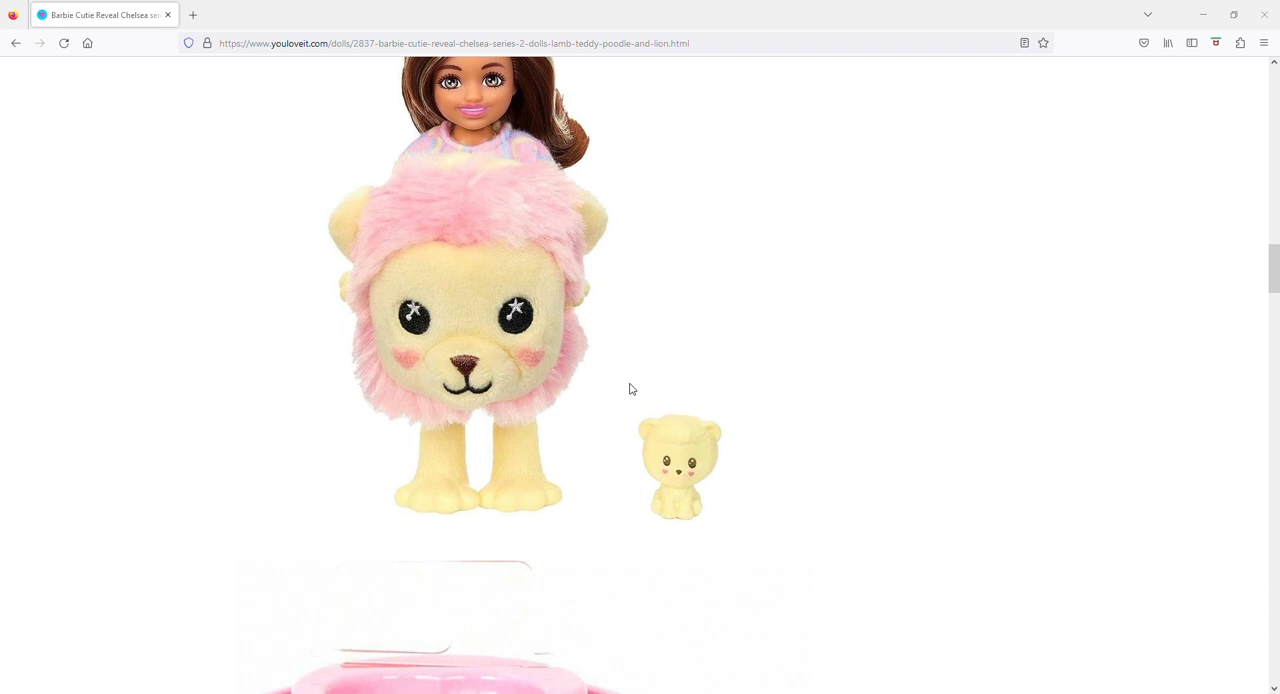 Barbie Cutie Reveal Chelsea ser
https://www.youloveit.com/dolls/2837-barbie-cutie-reveal-chelsea-series-2-dolls-lamb-teddy-poodle-and-lion.html